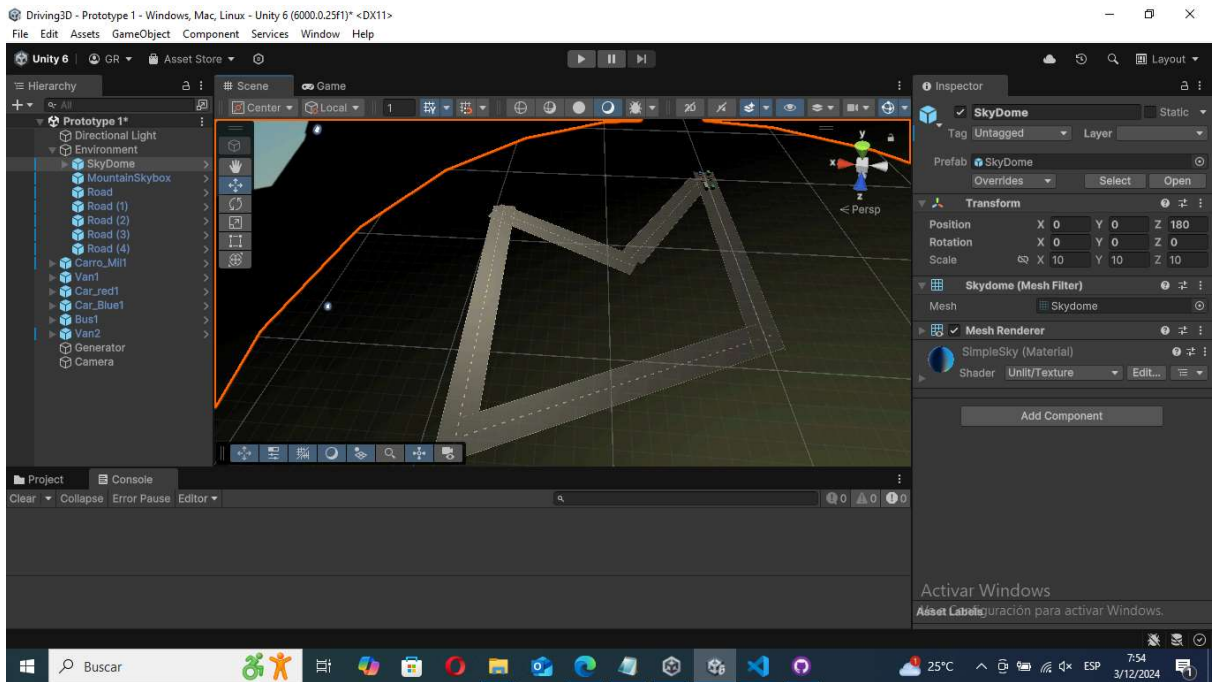 Driving3D - Prototype 1 - Windows, Mac, Linux - Unity 6 (6000.0.25f1)* <DX11>
File Edit Assets GameObject Component Services Window Help
Unity 6 GR Asset Store Layout
Hierarchy
All
Prototype 1*
Directional Light
Environment
SkyDome
MountainSkybox
Road
Road (1)
Road (2)
Road (3)
Road (4)
Carro_Mil1
Van1
Car_red1
Car_Blue1
Bus1
Van2
Generator
Camera
Scene Game
Center Local 1 2D
y
x
z
Persp
Inspector
SkyDome Static
Tag Untagged Layer
Prefab SkyDome
Overrides Select Open
Transform
Position X 0 Y 0 Z 180
Rotation X 0 Y 0 Z 0
Scale X 10 Y 10 Z 10
Skydome (Mesh Filter)
Mesh Skydome
Mesh Renderer
SimpleSky (Material)
Shader Unlit/Texture Edit...
Add Component
Project Console
Clear Collapse Error Pause Editor 0 0 0
Activar Windows
Asset Labels
Configuración para activar Windows.
Buscar 25°C ESP 7:54
3/12/2024